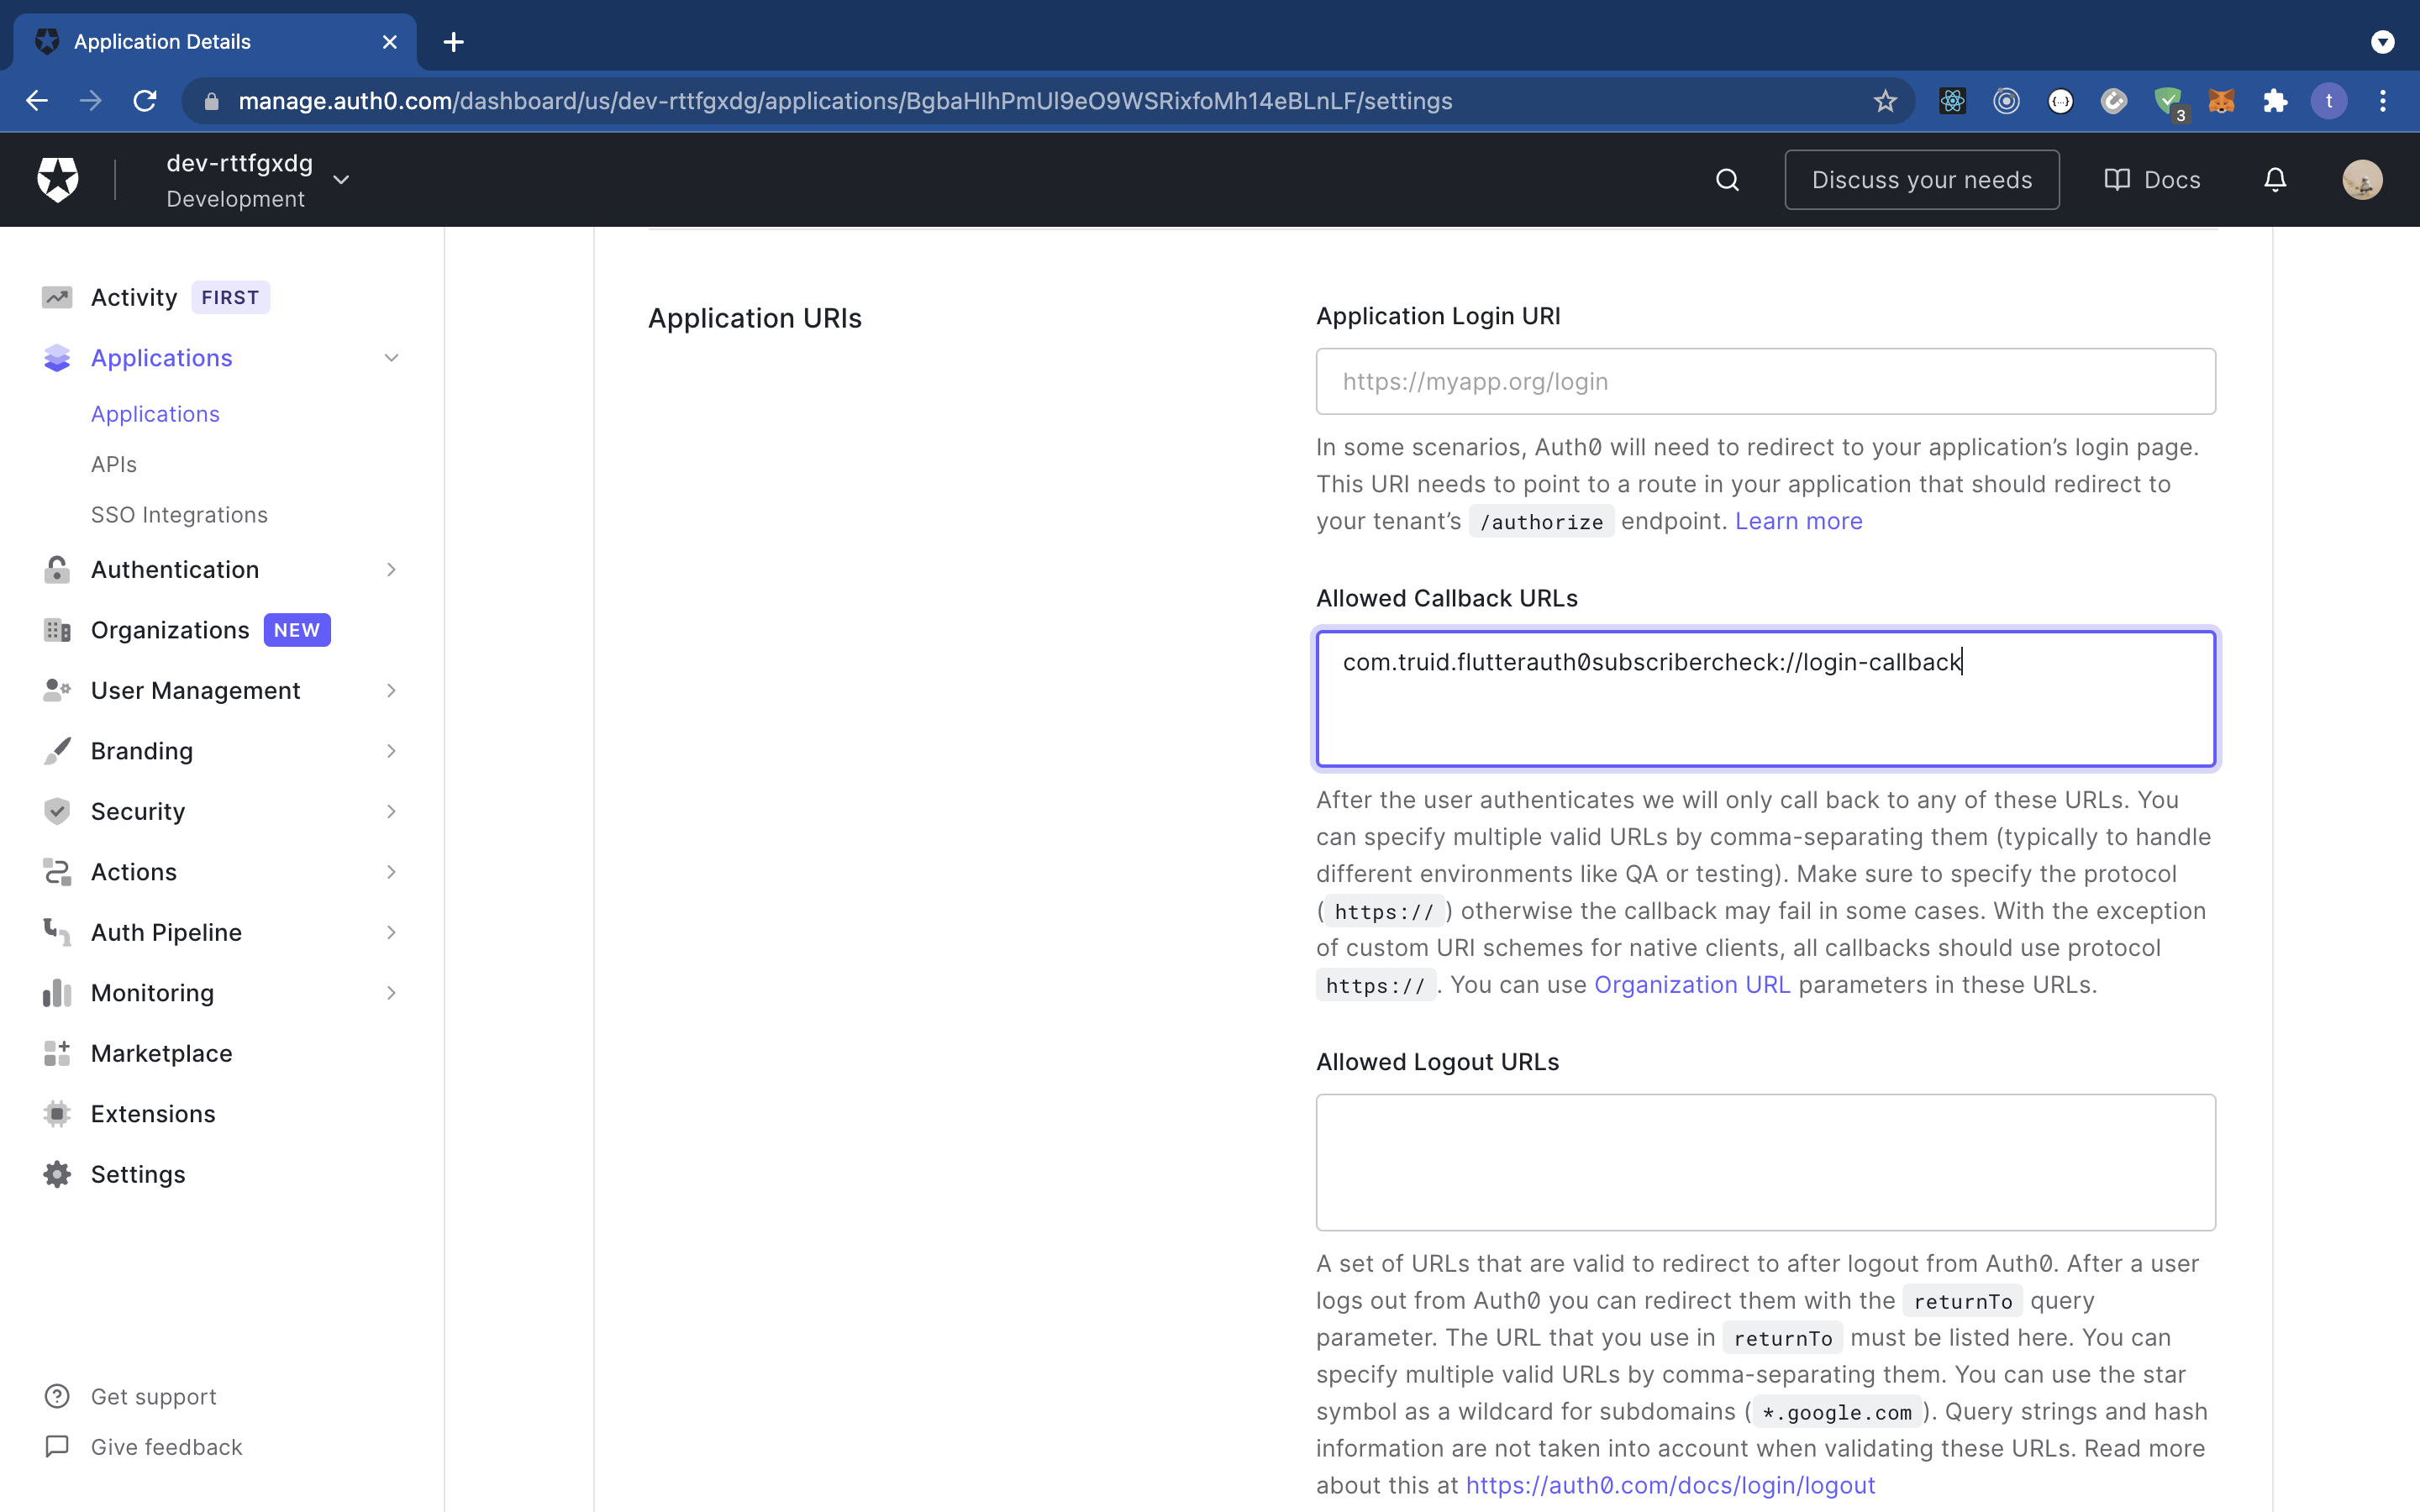 Application Details
manage.auth0.com/dashboard/us/dev-rttfgxdg/applications/BgbaHIhPmUl9eO9WSRixfoMh14eBLnLF/settings
3
t
dev-rttfgxdg
Development
Discuss your needs
Docs
Activity FIRST
Applications
Applications
APIs
SSO Integrations
Authentication
Organizations NEW
User Management
Branding
Security
Actions
Auth Pipeline
Monitoring
Marketplace
Extensions
Settings
Get support
Give feedback
Application URIs
Application Login URI
https://myapp.org/login
In some scenarios, Auth0 will need to redirect to your application’s login page.
This URI needs to point to a route in your application that should redirect to
your tenant’s /authorize endpoint. Learn more
Allowed Callback URLs
com.truid.flutterauth0subscribercheck://login-callback
After the user authenticates we will only call back to any of these URLs. You
can specify multiple valid URLs by comma-separating them (typically to handle
different environments like QA or testing). Make sure to specify the protocol
( https:// ) otherwise the callback may fail in some cases. With the exception
of custom URI schemes for native clients, all callbacks should use protocol
https:// . You can use Organization URL parameters in these URLs.
Allowed Logout URLs
A set of URLs that are valid to redirect to after logout from Auth0. After a user
logs out from Auth0 you can redirect them with the returnTo query
parameter. The URL that you use in returnTo must be listed here. You can
specify multiple valid URLs by comma-separating them. You can use the star
symbol as a wildcard for subdomains ( *.google.com ). Query strings and hash
information are not taken into account when validating these URLs. Read more
about this at https://auth0.com/docs/login/logout